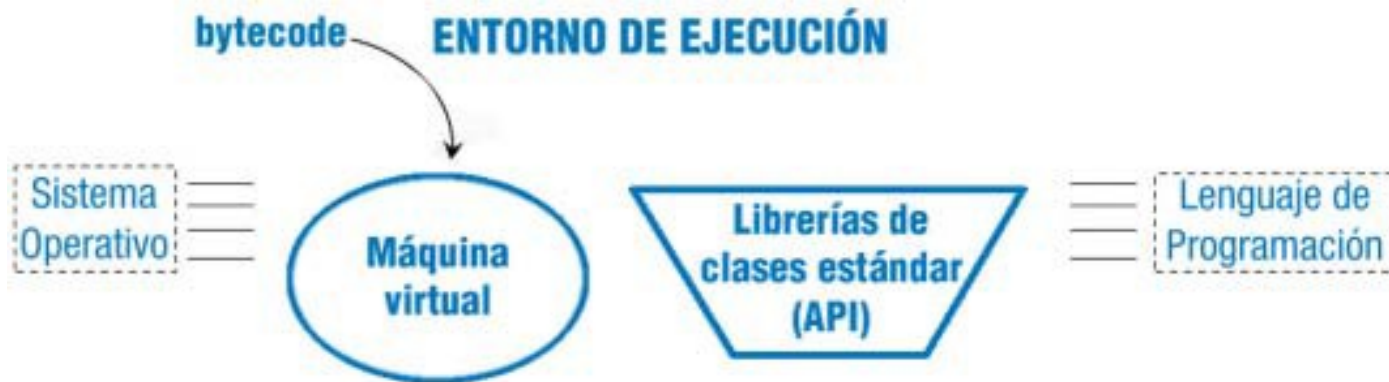 bytecode
ENTORNO DE EJECUCIÓN
Sistema
Operativo
Máquina
virtual
Librerías de
clases estándar
(API)
Lenguaje de
Programación